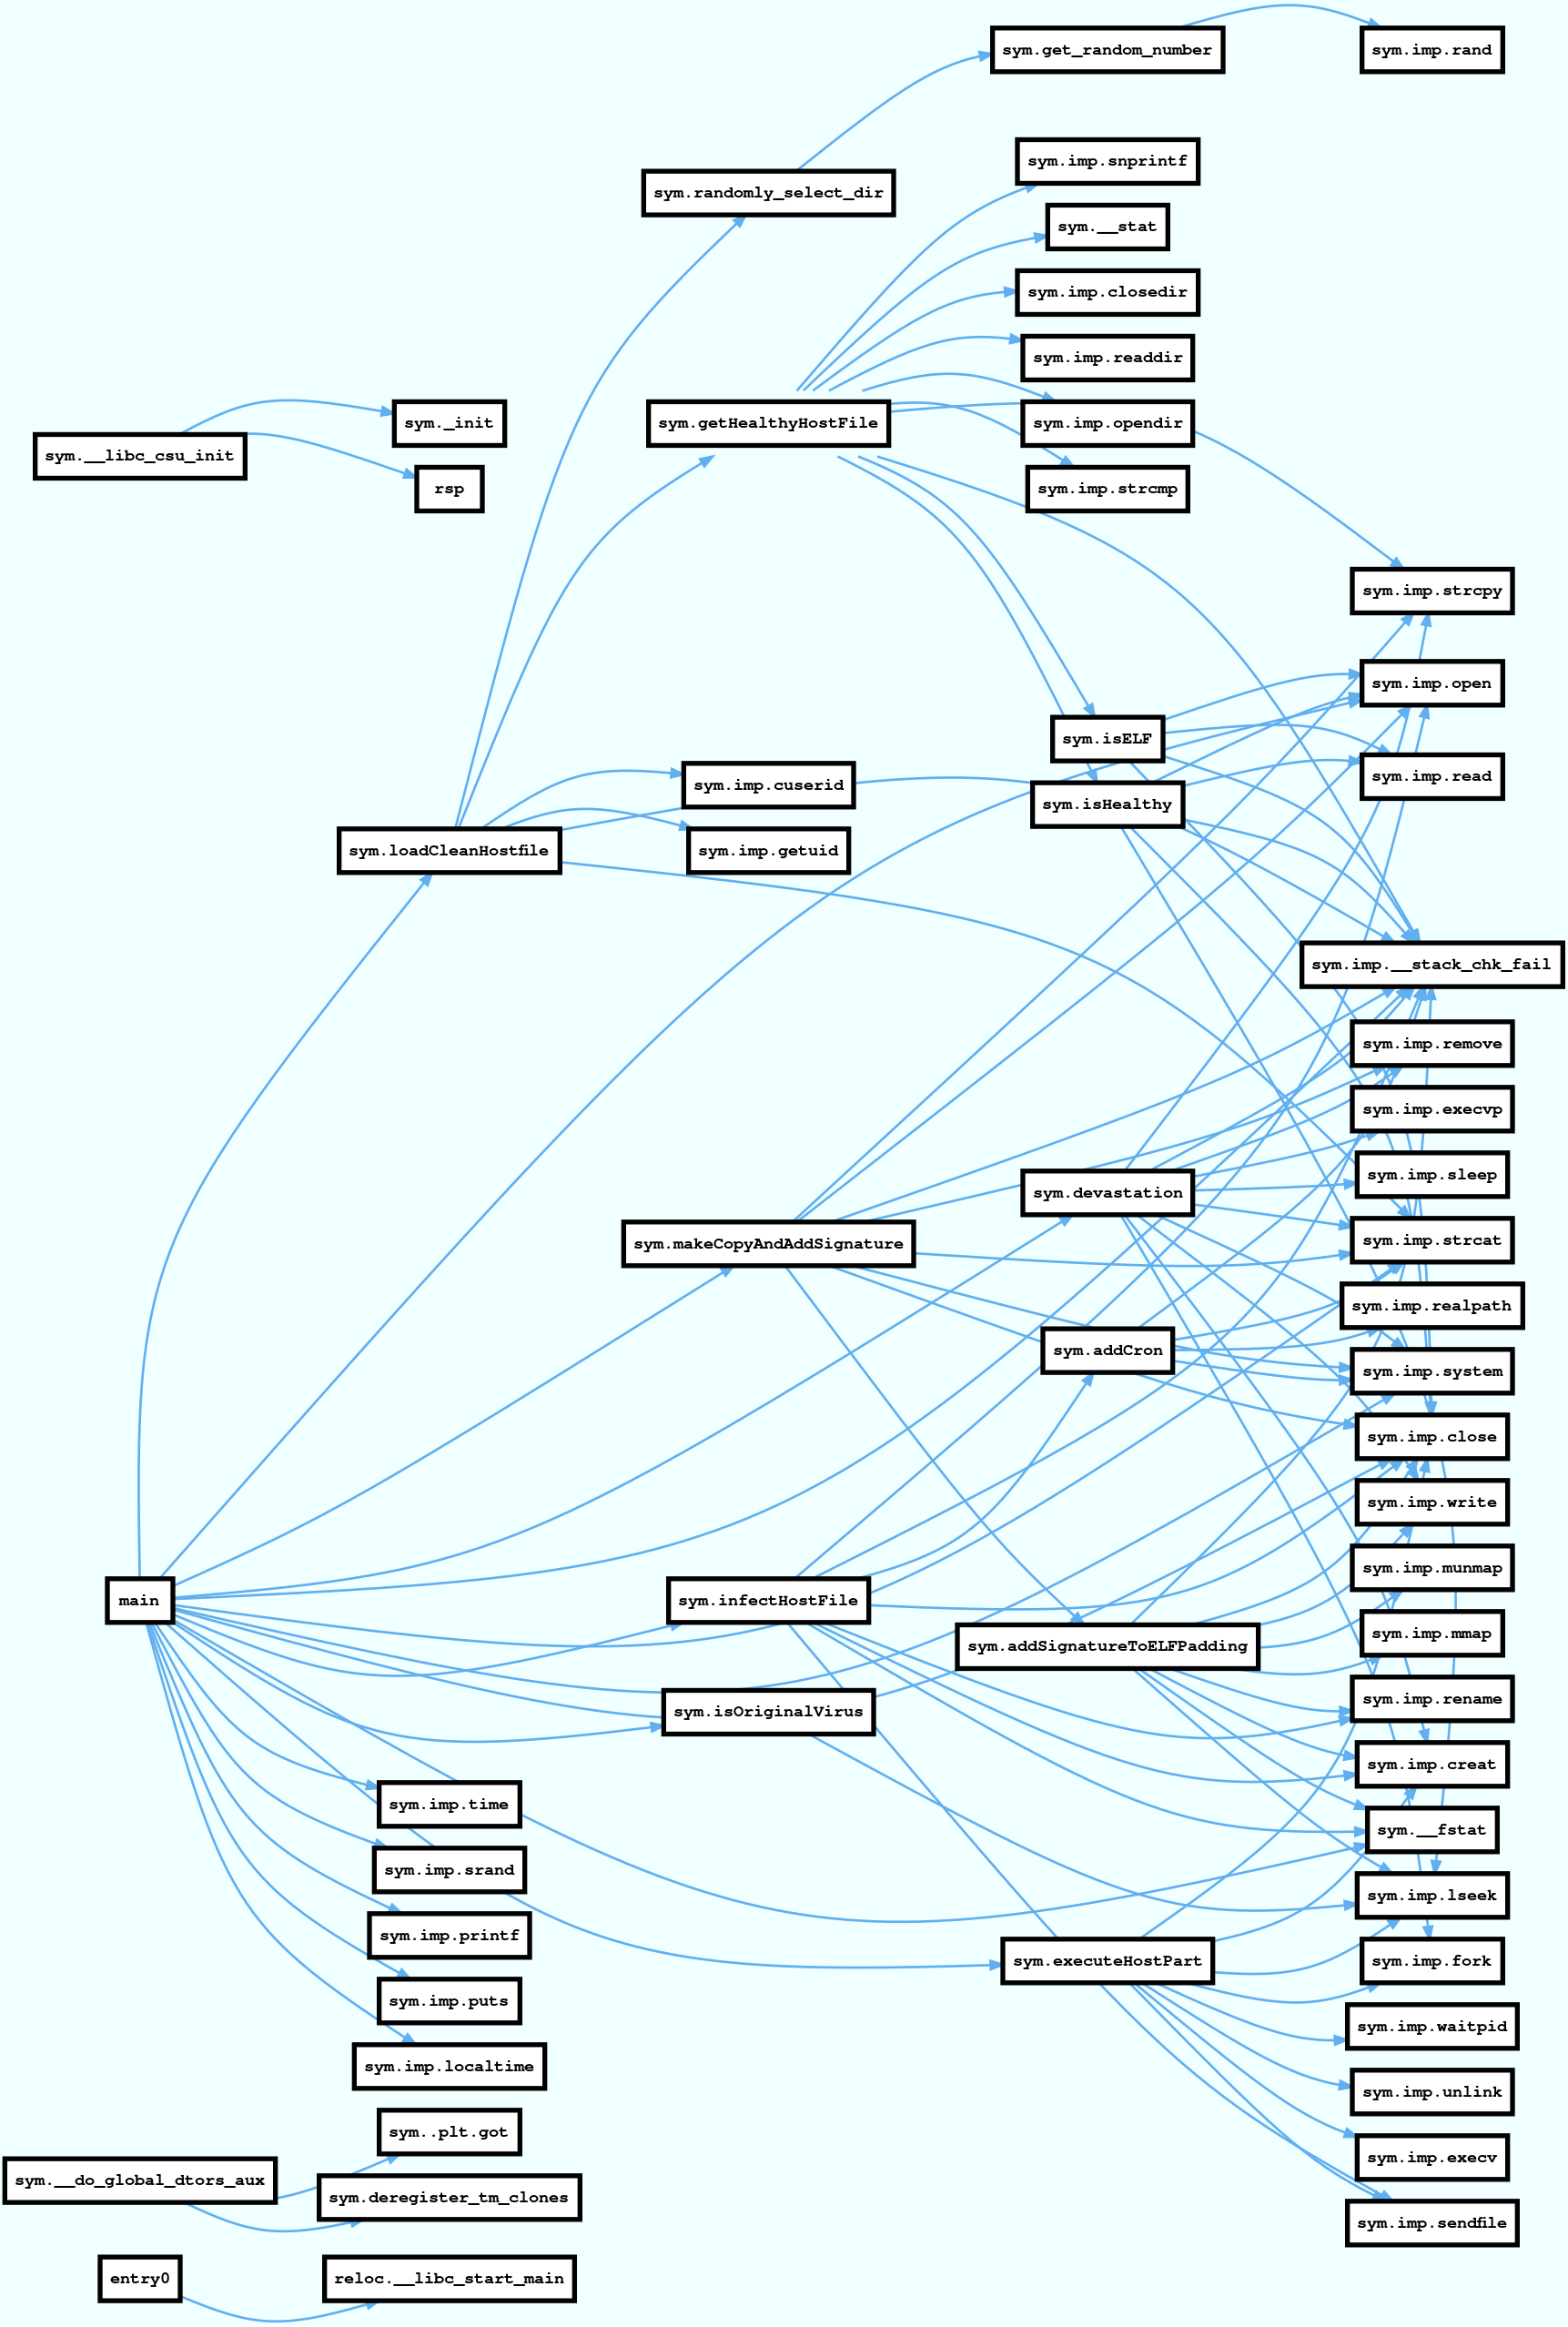 sym.get_random_number
sym.imp.rand
sym.imp.snprintf
sym.randomly_select_dir
sym.__stat
sym.imp.closedir
sym.imp.readdir
sym._init
sym.getHealthyHostFile
sym.imp.opendir
sym.__libc_csu_init
rsp
sym.imp.strcmp
sym.imp.strcpy
sym.imp.open
sym.isELF
sym.imp.read
sym.imp.cuserid
sym.isHealthy
sym.loadCleanHostfile
sym.imp.getuid
sym.imp.__stack_chk_fail
sym.imp.remove
sym.imp.execvp
sym.imp.sleep
sym.devastation
sym.makeCopyAndAddSignature
sym.imp.strcat
sym.imp.realpath
sym.addCron
sym.imp.system
sym.imp.close
sym.imp.write
sym.imp.munmap
main
sym.infectHostFile
sym.imp.mmap
sym.addSignatureToELFPadding
sym.imp.rename
sym.isOriginalVirus
sym.imp.creat
sym.imp.time
sym.__fstat
sym.imp.srand
sym.imp.lseek
sym.imp.printf
sym.executeHostPart
sym.imp.fork
sym.imp.puts
sym.imp.waitpid
sym.imp.localtime
sym.imp.unlink
sym..plt.got
sym.imp.execv
sym.__do_global_dtors_aux
sym.deregister_tm_clones
sym.imp.sendfile
entry0
reloc.__libc_start_main